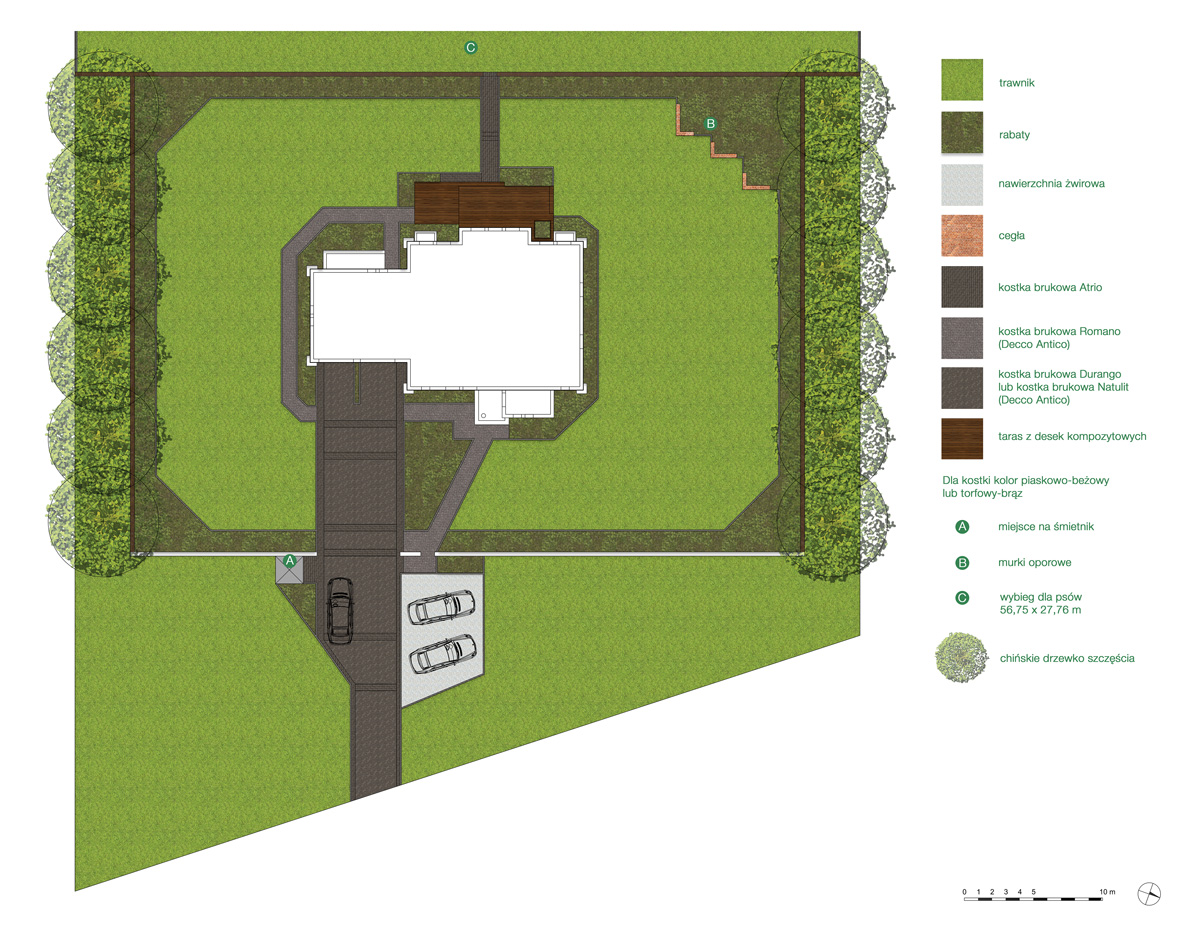 C
B
A
trawnik
rabaty
nawierzchnia żwirowa
cegła
kostka brukowa Atrio
kostka brukowa Romano
(Decco Antico)
kostka brukowa Durango
lub kostka brukowa Natulit
(Decco Antico)
taras z desek kompozytowych
Dla kostki kolor piaskowo-beżowy
lub torfowy-brąz
A miejsce na śmietnik
B murki oporowe
C wybieg dla psów
56,75 x 27,76 m
chińskie drzewko szczęścia
0 1 2 3 4 5 10 m